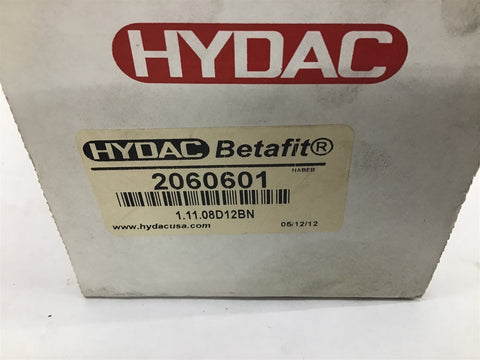 HYDAC
HYDAC Betafit®
2060601
HABEB
1.11.08D12BN
www.hydacusa.com 05/12/12